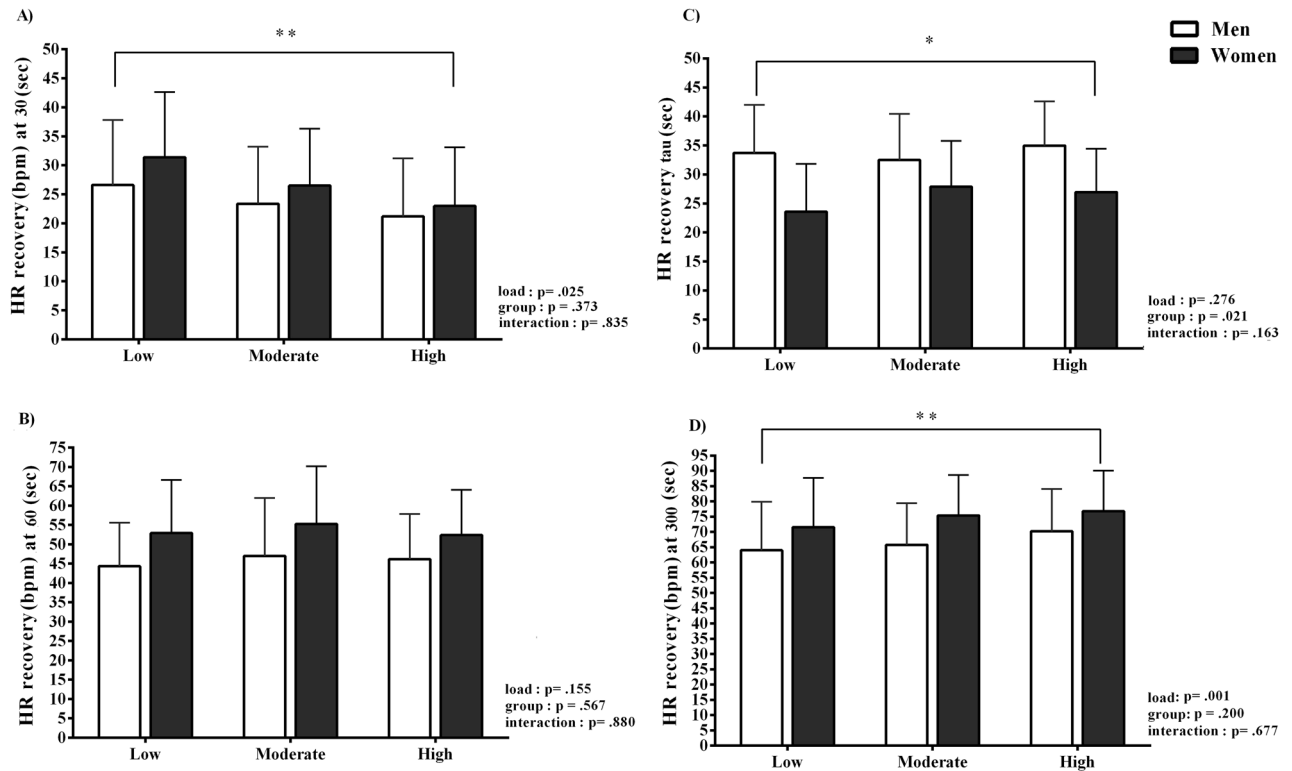 A)
**
HR recovery (bpm) at 30 (sec)
50
45
40
35
30
25
20
15
10
5
0
Low
Moderate
High
load : p= .025
group : p = .373
interaction : p= .835
C)
*
Men
Women
HR recovery tau (sec)
50
45
40
35
30
25
20
15
10
5
0
Low
Moderate
High
load : p= .276
group : p = .021
interaction : p= .163
B)
HR recovery (bpm) at 60 (sec)
75
70
65
60
55
50
45
40
35
30
25
20
15
10
5
0
Low
Moderate
High
load : p= .155
group : p = .567
interaction : p= .880
D)
**
HR recovery (bpm) at 300 (sec)
95
90
85
80
75
70
65
60
55
50
45
40
35
30
25
20
15
10
5
0
Low
Moderate
High
load: p= .001
group: p = .200
interaction : p= .677